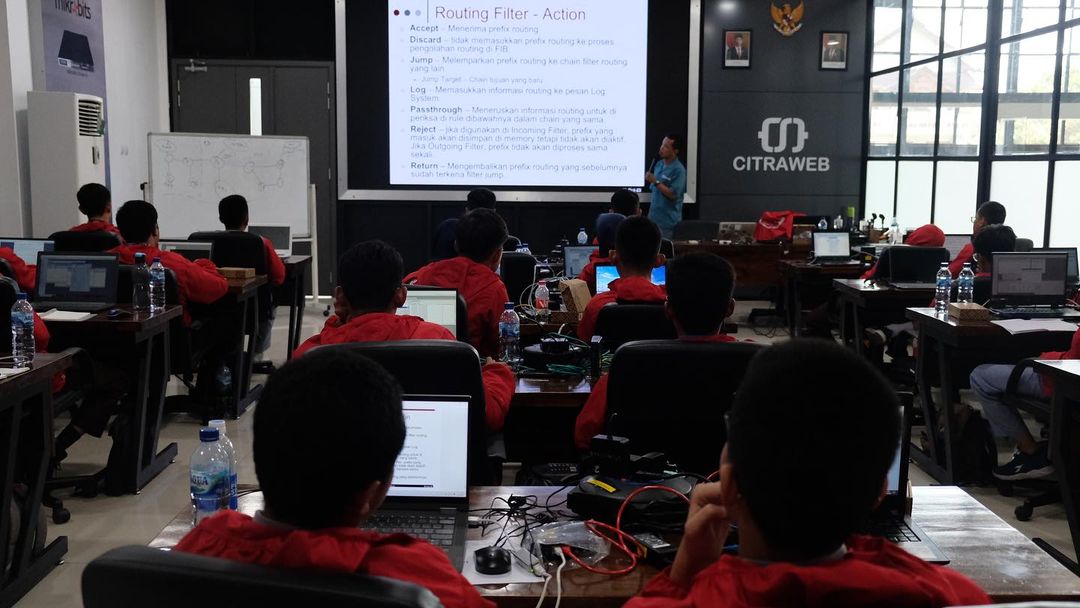 mikrobits
Routing Filter - Action
Accept – Menerima prefix routing
Discard – tidak memasukkan prefix routing ke proses
pengolahan routing di FIB.
Jump – Melemparkan prefix routing ke chain filter routing
yang lain
– Jump Target – Chain tujuan yang baru
Log – Memasukkan informasi routing ke pesan Log
System.
Passthrough – Meneruskan informasi routing untuk di
periksa di rule dibawahnya dalam chain yang sama.
Reject – jika digunakan di Incoming Filter, prefix yang
masuk akan disimpan di memory tetapi tidak akan diaktif.
Jika Outgoing Filter, prefix tidak akan diproses sama
sekali.
Return – Mengembalikan prefix routing yang sebelumnya
sudah terkena filter jump.
CITRAWEB
AQUA